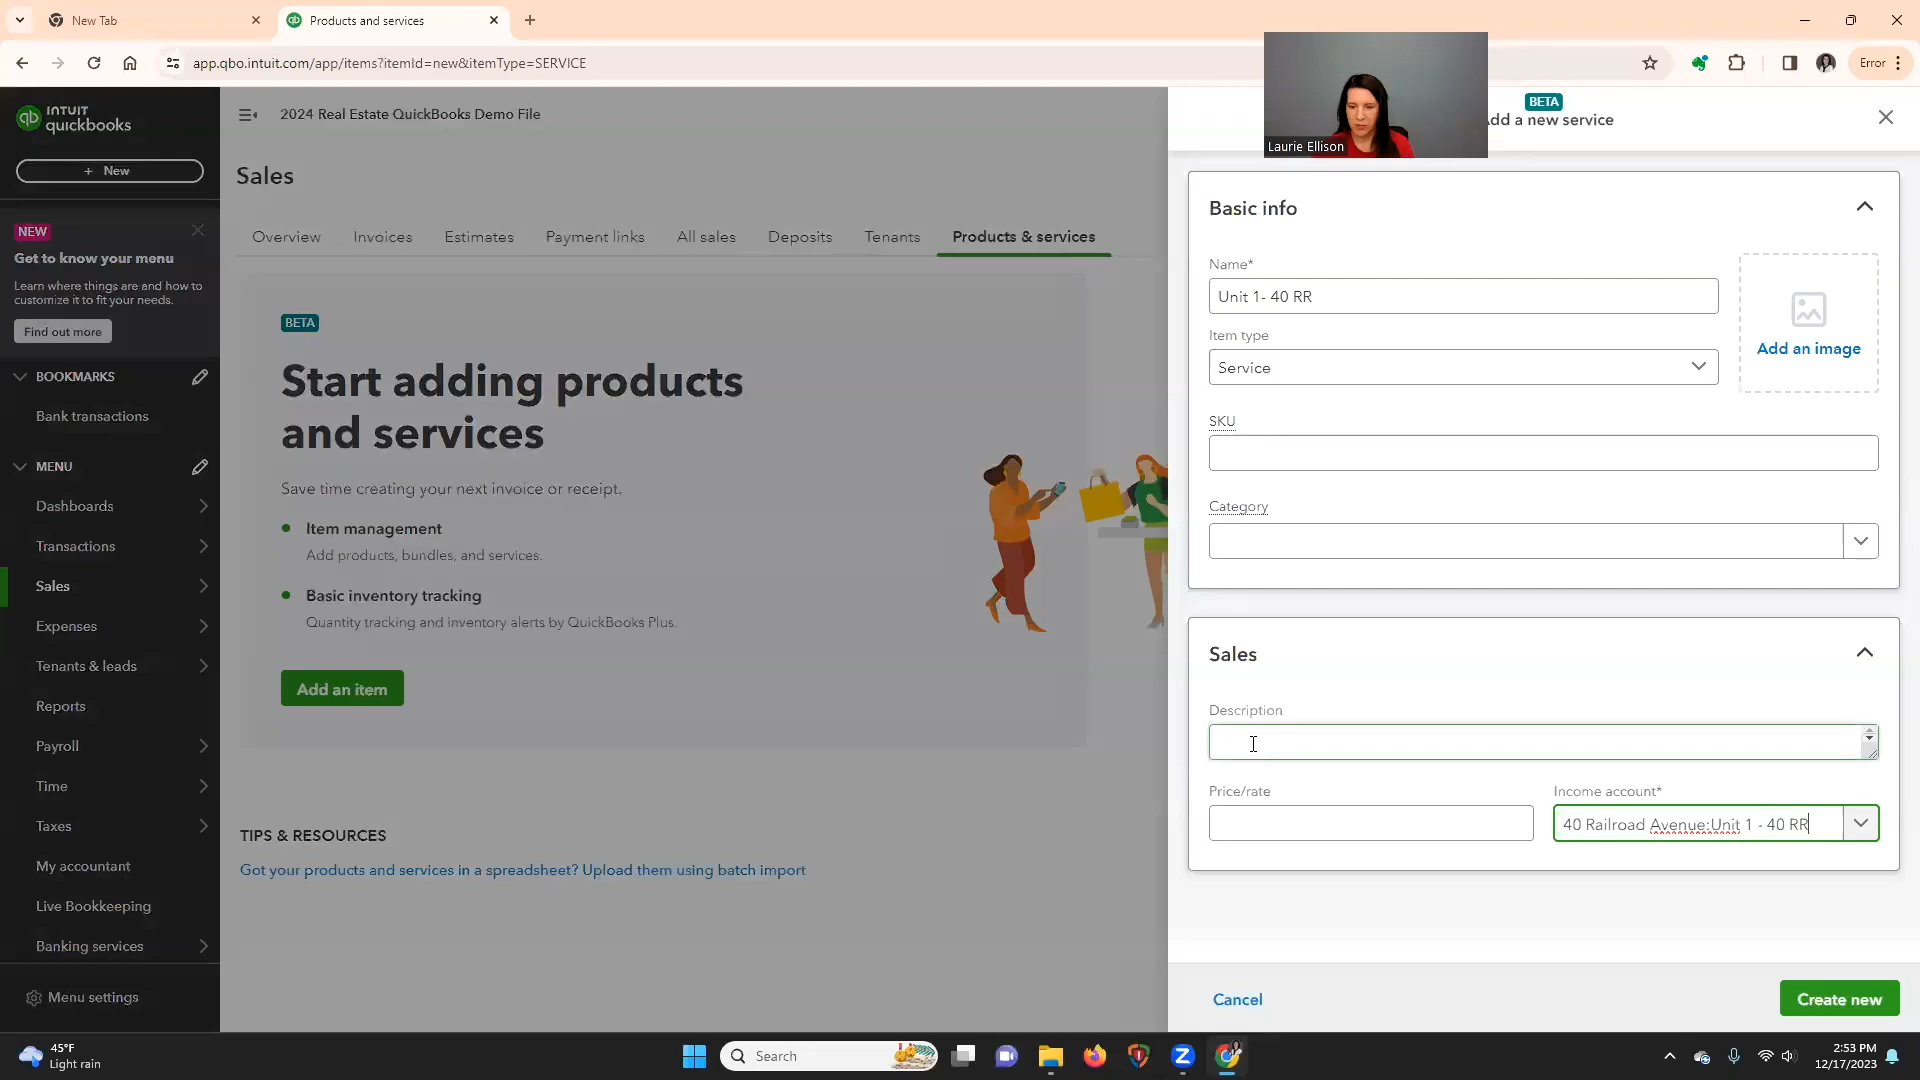 New Tab
Products and services
app.qbo.intuit.com/app/items?itemId=new&itemType=SERVICE
Error
INTUIT
quickbooks
2024 Real Estate QuickBooks Demo File
Laurie Ellison
BETA
Add a new service
+ New
Sales
NEW
Get to know your menu
Learn where things are and how to
customize it to fit your needs.
Find out more
BOOKMARKS
Bank transactions
MENU
Dashboards
Transactions
Sales
Expenses
Tenants & leads
Reports
Payroll
Time
Taxes
My accountant
Live Bookkeeping
Banking services
Menu settings
Overview
Invoices
Estimates
Payment links
All sales
Deposits
Tenants
Products & services
BETA
Start adding products
and services
Save time creating your next invoice or receipt.
Item management
Add products, bundles, and services.
Basic inventory tracking
Quantity tracking and inventory alerts by QuickBooks Plus.
Add an item
TIPS & RESOURCES
Got your products and services in a spreadsheet? Upload them using batch import
Basic info
Name*
Unit 1- 40 RR
Add an image
Item type
Service
SKU
Category
Sales
Description
Price/rate
Income account*
40 Railroad Avenue:Unit 1 - 40 RR
Cancel
Create new
45°F
Light rain
Search
2:53 PM
12/17/2023